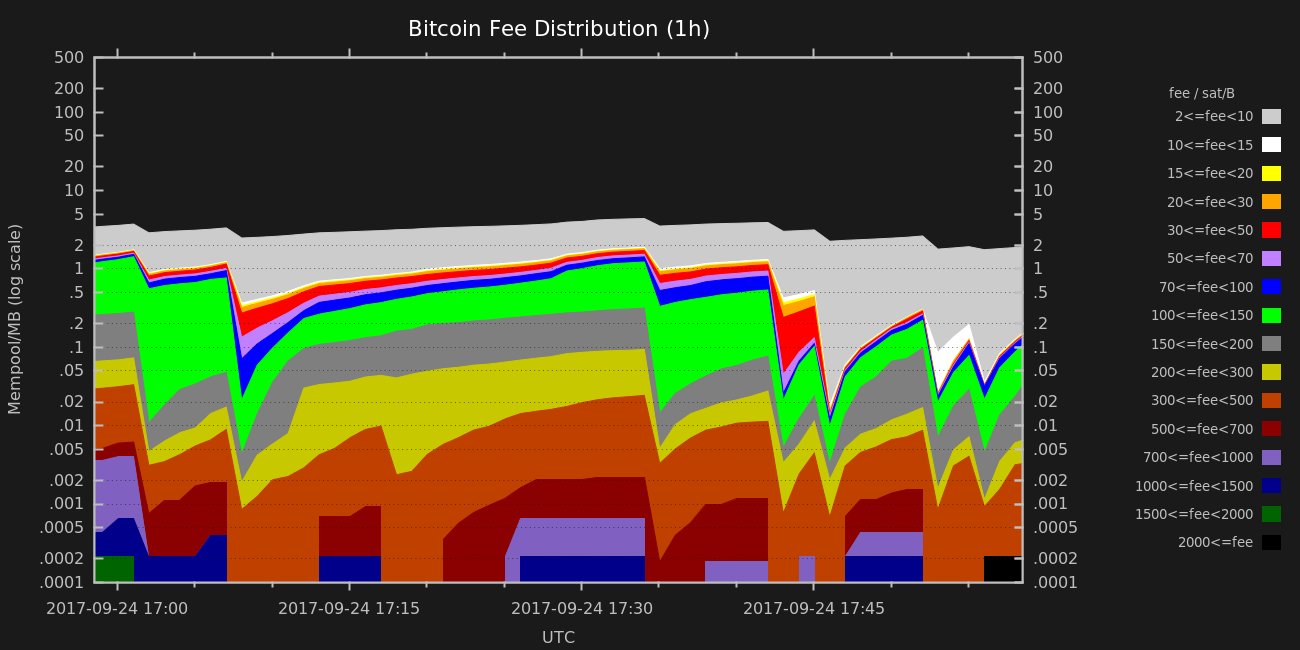 Bitcoin Fee Distribution (1h)
Mempool/MB (log scale)
500
200
100
50
20
10
5
2
1
.5
.2
.1
.05
.02
.01
.005
.002
.001
.0005
.0002
.0001
500
200
100
50
20
10
5
2
1
.5
.2
.1
.05
.02
.01
.005
.002
.001
.0005
.0002
.0001
2017-09-24 17:00
2017-09-24 17:15
2017-09-24 17:30
2017-09-24 17:45
UTC
fee / sat/B
2<=fee<10
10<=fee<15
15<=fee<20
20<=fee<30
30<=fee<50
50<=fee<70
70<=fee<100
100<=fee<150
150<=fee<200
200<=fee<300
300<=fee<500
500<=fee<700
700<=fee<1000
1000<=fee<1500
1500<=fee<2000
2000<=fee